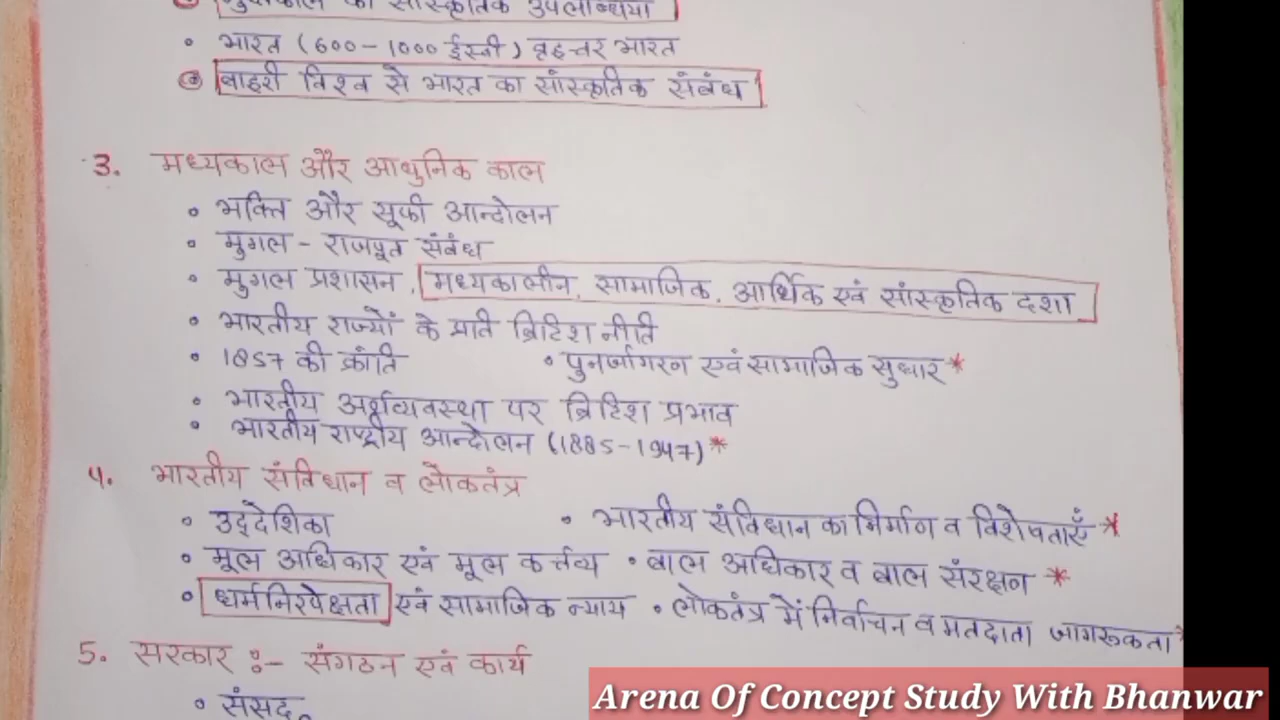 गुप्तकाल की सांस्कृतिक उपलब्धियां
• भारत (600-1000 ईस्वी) वृहत्तर भारत
बाहरी विश्व से भारत का सांस्कृतिक संबंध
3. मध्यकाल और आधुनिक काल
• भक्ति और सूफी आन्दोलन
• मुगल - राजपूत संबंध
• मुगल प्रशासन, मध्यकालीन, सामाजिक, आर्थिक एवं सांस्कृतिक दशा
• भारतीय राज्यों के प्रति ब्रिटिश नीति
• 1857 की क्रांति • पुनर्जागरन एवं सामाजिक सुधार *
• भारतीय अर्थव्यवस्था पर ब्रिटिश प्रभाव
• भारतीय राष्ट्रीय आन्दोलन (1885-1947) *
4. भारतीय संविधान व लोकतंत्र
• उद्देशिका • भारतीय संविधान का निर्माण व विशेषताएँ *
• मूल अधिकार एवं मूल कर्त्तव्य • बाल अधिकार व बाल संरक्षण *
• धर्मनिरपेक्षता एवं सामाजिक न्याय • लोकतंत्र में निर्वाचन व मतदाता जागरूकता *
5. सरकार :- संगठन एवं कार्य
• संसद,
Arena Of Concept Study With Bhanwar